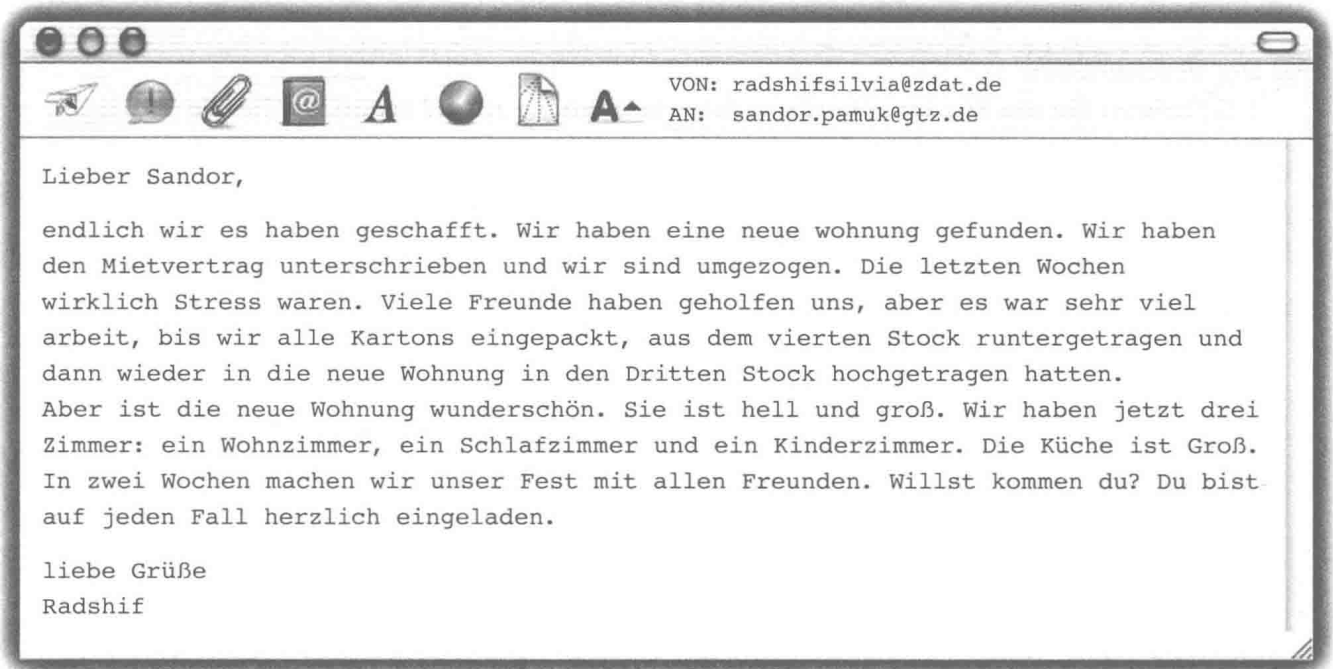 VON: radshifsilvia@zdat.de
AN: sandor.pamuk@gtz.de
Lieber Sandor,
endlich wir es haben geschafft. Wir haben eine neue wohnung gefunden. Wir haben
den Mietvertrag unterschrieben und wir sind umgezogen. Die letzten Wochen
wirklich Stress waren. Viele Freunde haben geholfen uns, aber es war sehr viel
arbeit, bis wir alle Kartons eingepackt, aus dem vierten Stock runtergetragen und
dann wieder in die neue Wohnung in den Dritten Stock hochgetragen hatten.
Aber ist die neue Wohnung wunderschön. Sie ist hell und groß. Wir haben jetzt drei
Zimmer: ein Wohnzimmer, ein Schlafzimmer und ein Kinderzimmer. Die Küche ist Groß.
In zwei Wochen machen wir unser Fest mit allen Freunden. Willst kommen du? Du bist
auf jeden Fall herzlich eingeladen.
liebe Grüße
Radshif